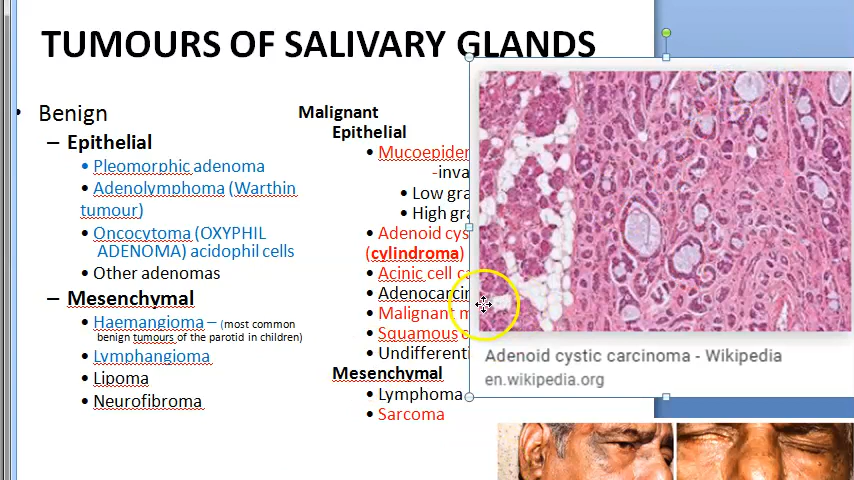 TUMOURS OF SALIVARY GLANDS
• Benign
– Epithelial
• Pleomorphic adenoma
• Adenolymphoma (Warthin
tumour)
• Oncocytoma (OXYPHIL
ADENOMA) acidophil cells
• Other adenomas
– Mesenchymal
• Haemangioma – (most common
benign tumours of the parotid in children)
• Lymphangioma
• Lipoma
• Neurofibroma
Malignant
Epithelial
• Mucoepider
-inva
• Low gra
• High gra
• Adenoid cys
(cylindroma)
• Acinic cell c
• Adenocarcin
• Malignant m
• Squamous c
• Undifferenti
Mesenchymal
• Lymphoma
• Sarcoma
Adenoid cystic carcinoma - Wikipedia
en.wikipedia.org